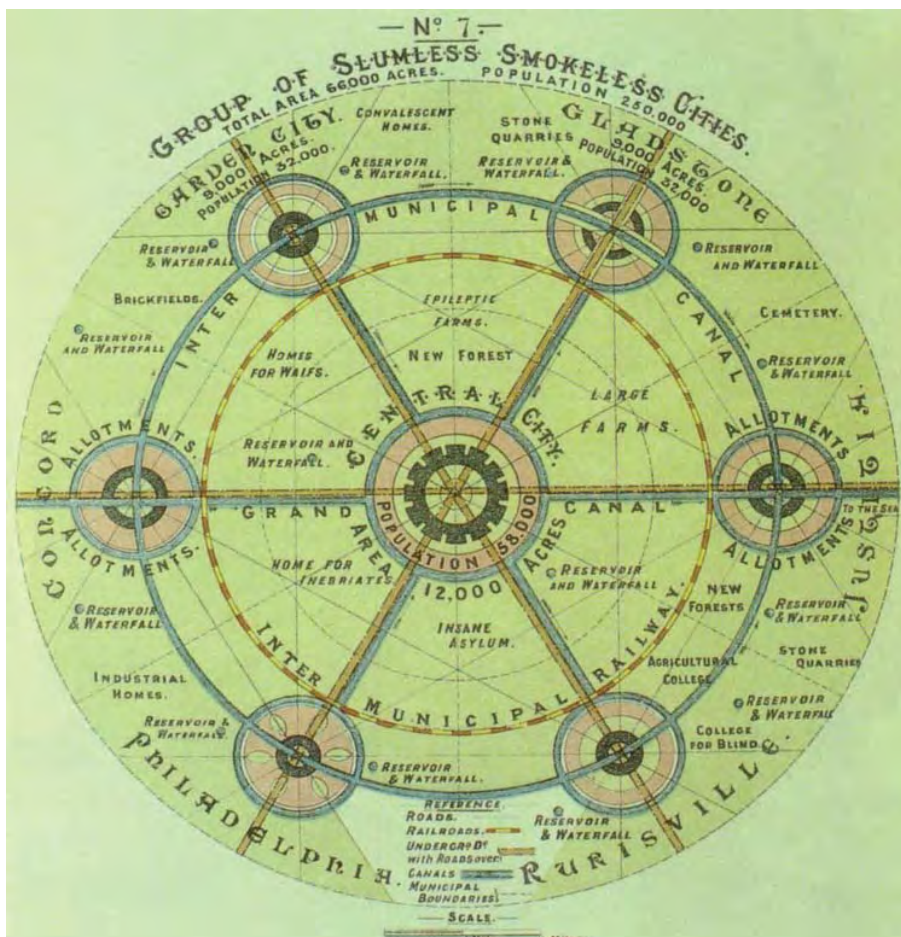 — Nº 7. —
GROUP OF SLUMLESS SMOKELESS CITIES.
TOTAL AREA 66,000 ACRES. POPULATION 250,000
GARDEN CITY.
9,000 ACRES.
POPULATION 32,000.
CONVALESCENT
HOMES.
STONE
QUARRIES
GLADSTONE
9,000 ACRES.
POPULATION
32,000
RESERVOIR
& WATERFALL.
RESERVOIR &
WATERFALL.
INTER MUNICIPAL CANAL
RESERVOIR
& WATERFALL
RESERVOIR
AND WATERFALL
BRICKFIELDS.
EPILEPTIC
FARMS.
CEMETERY.
RESERVOIR
AND WATERFALL
HOMES
FOR WAIFS.
NEW FOREST
RESERVOIR
& WATERFALL
LARGE
FARMS.
CONCORD
ALLOTMENTS.
CENTRAL CITY.
ALLOTMENTS
JUSTITIA
RESERVOIR AND
WATERFALL.
GRAND CANAL
TO THE SEA
POPULATION 58,000
AREA 12,000 ACRES
ALLOTMENTS.
ALLOTMENTS
HOME FOR
INEBRIATES.
RESERVOIR
AND WATERFALL
NEW
FORESTS
RESERVOIR
& WATERFALL
RESERVOIR
& WATERFALL
INSANE
ASYLUM.
STONE
QUARRIES
INTER MUNICIPAL RAILWAY.
AGRICULTURAL
COLLEGE
INDUSTRIAL
HOMES.
RESERVOIR
& WATERFALL
RESERVOIR &
WATERFALL.
COLLEGE
FOR BLIND.
RESERVOIR
& WATERFALL.
PHILADELPHIA.
RURISVILLE
REFERENCE.
ROADS.
RAILROADS.
UNDERGRD Dº
with ROADS over
CANALS
MUNICIPAL
BOUNDARIES
RESERVOIR
& WATERFALL
— SCALE. —